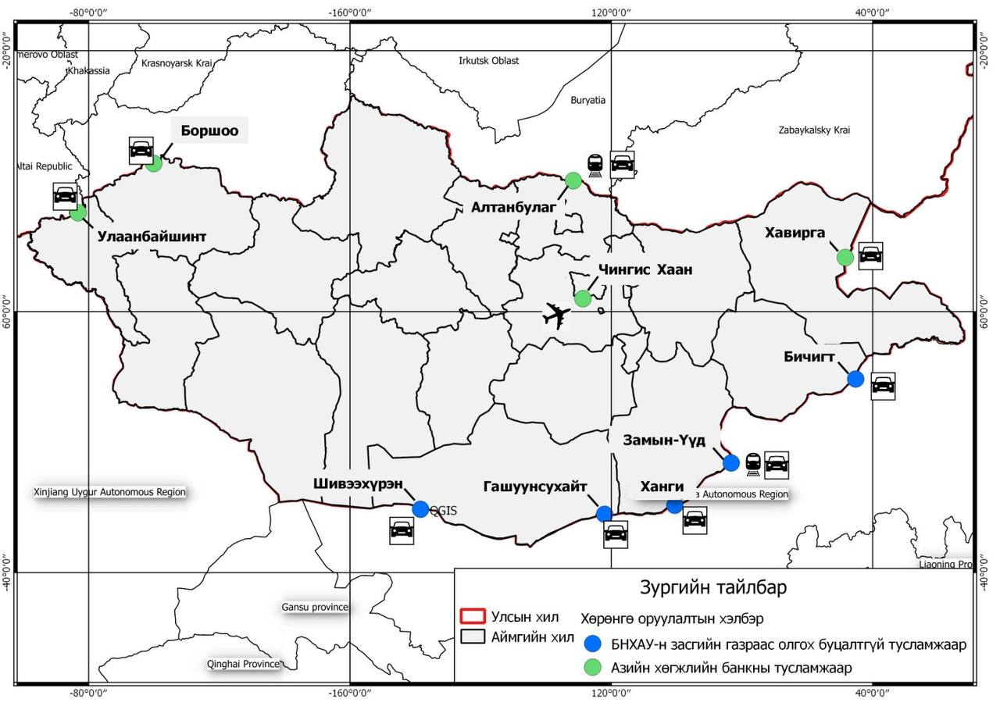 -80°0'0" -160°0'0" 120°0'0" 40°0'0"
-20°0'0" -20°0'0"
merovo Oblast
Khakassia
Krasnoyarsk Krai
Irkutsk Oblast
Buryatia
Zabaykalsky Krai
Боршоо
Altai Republic
Алтанбулаг
Улаанбайшинт
Хавирга
Чингис Хаан
60°0'0" 60°0'0"
Бичигт
Замын-Үүд
Шивээхүрэн
Гашуунсухайт
Ханги
Xinjiang Uygur Autonomous Region
a Autonomous Region
QGIS
Liaoning Pro
-40°0'0" -40°0'0"
Gansu province
Qinghai Province
Зургийн тайлбар
Улсын хил
Аймгийн хил
Хөрөнгө оруулалтын хэлбэр
БНХАУ-н засгийн газраас олгох буцалтгүй тусламжаар
Азийн хөгжлийн банкны тусламжаар
-80°0'0" -160°0'0" 120°0'0" 40°0'0"